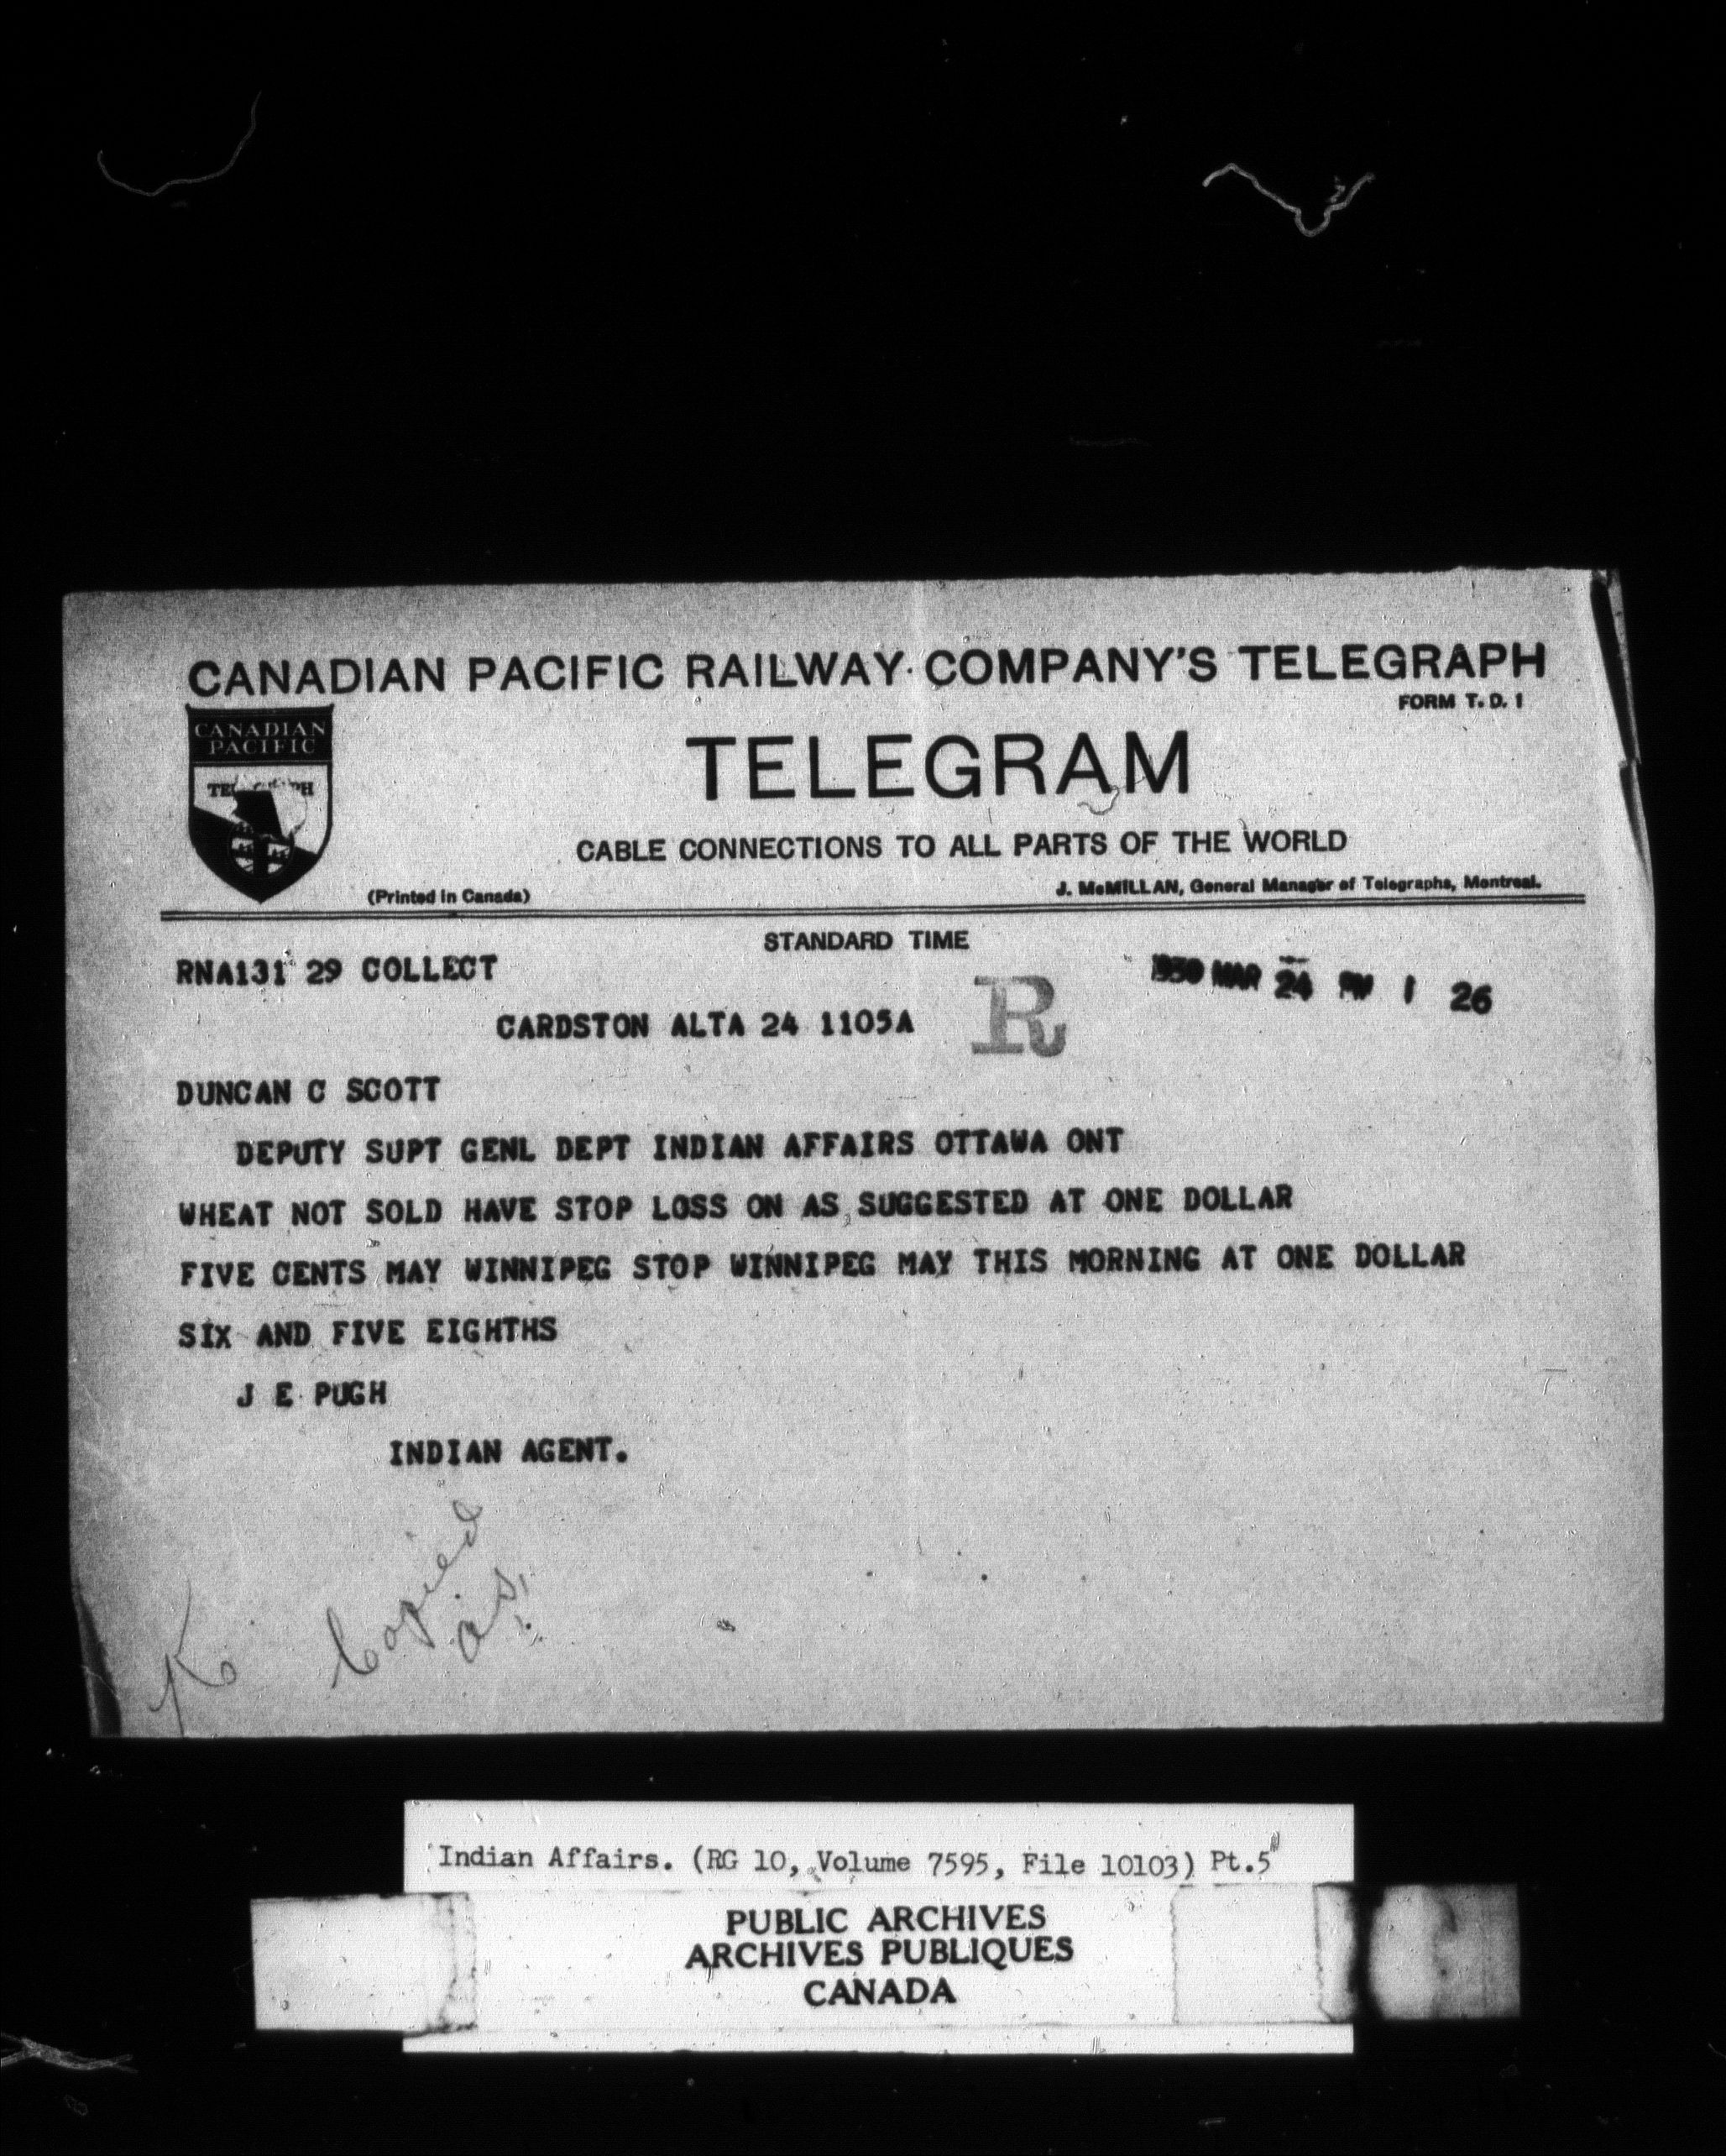 CANADIAN PACIFIC RAILWAY COMPANY'S TELEGRAPH
FORM T. D. 1
CANADIAN
PACIFIC
TELEGRAM
CABLE CONNECTIONS TO ALL PARTS OF THE WORLD
(Printed in Canada)
J. McMILLAN, General Manager of Telegraphs, Montreal.
STANDARD TIME
RNA131 29 COLLECT
1930 MAR 24 PM 1 26
CARDSTON ALTA 24 1105A
R
DUNCAN C SCOTT
DEPUTY SUPT GENL DEPT INDIAN AFFAIRS OTTAWA ONT
WHEAT NOT SOLD HAVE STOP LOSS ON AS SUGGESTED AT ONE DOLLAR
FIVE CENTS MAY WINNIPEG STOP WINNIPEG MAY THIS MORNING AT ONE DOLLAR
SIX AND FIVE EIGHTHS
J E PUGH
INDIAN AGENT.
Copied
Indian Affairs. (RG 10, Volume 7595, File 10103) Pt.5
PUBLIC ARCHIVES
ARCHIVES PUBLIQUES
CANADA